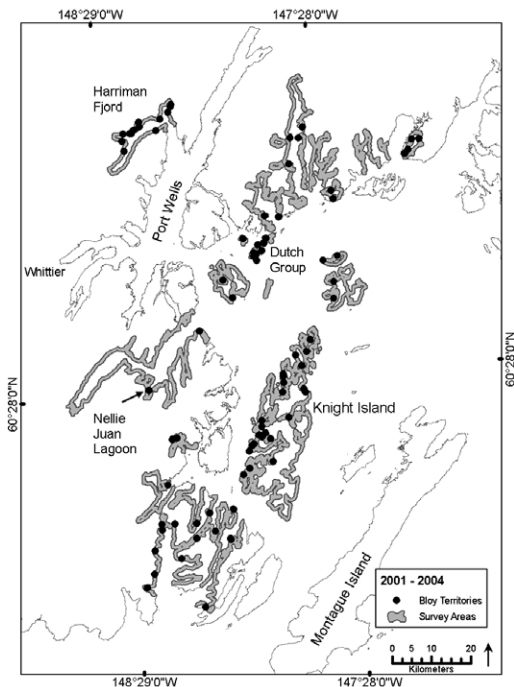 148°29'0"W
147°28'0"W
Harriman
Fjord
Port Wells
Whittier
Dutch
Group
60°28'0"N
60°28'0"N
Nellie
Juan
Lagoon
Knight Island
Montague Island
2001 - 2004
Bloy Territories
Survey Areas
0 5 10 20
Kilometers
148°29'0"W
147°28'0"W